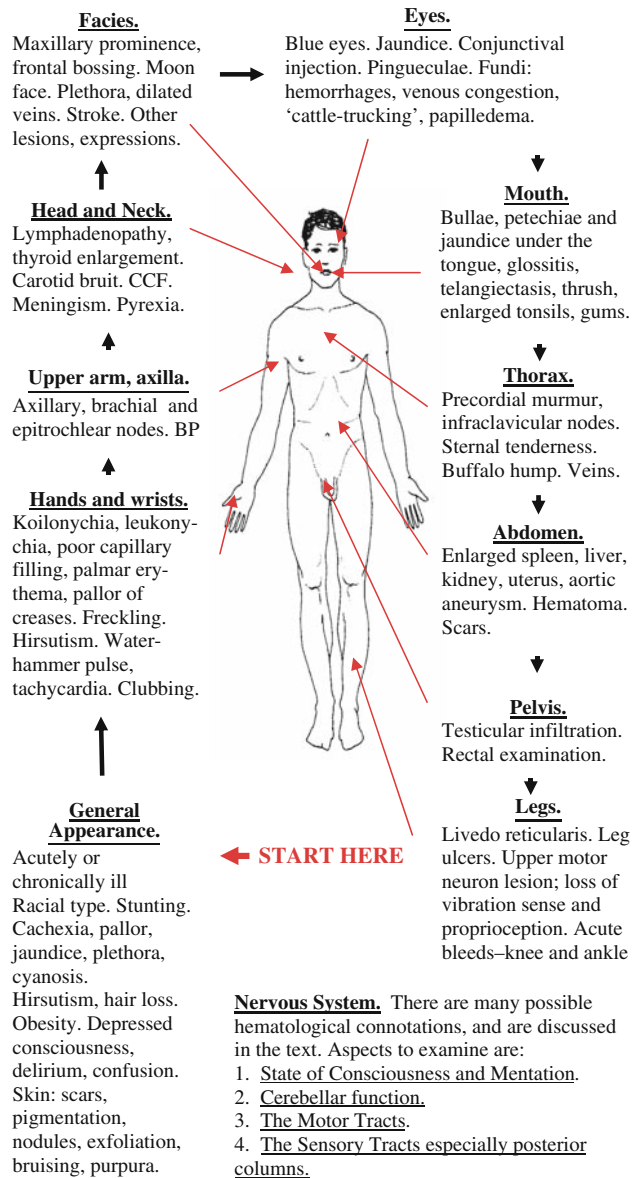 Facies.
Maxillary prominence,
frontal bossing. Moon
face. Plethora, dilated
veins. Stroke. Other
lesions, expressions.
Eyes.
Blue eyes. Jaundice. Conjunctival
injection. Pingueculae. Fundi:
hemorrhages, venous congestion,
‘cattle-trucking’, papilledema.
Head and Neck.
Lymphadenopathy,
thyroid enlargement.
Carotid bruit. CCF.
Meningism. Pyrexia.
Mouth.
Bullae, petechiae and
jaundice under the
tongue, glossitis,
telangiectasis, thrush,
enlarged tonsils, gums.
Upper arm, axilla.
Axillary, brachial and
epitrochlear nodes. BP
Thorax.
Precordial murmur,
infraclavicular nodes.
Sternal tenderness.
Buffalo hump. Veins.
Hands and wrists.
Koilonychia, leukony-
chia, poor capillary
filling, palmar ery-
thema, pallor of
creases. Freckling.
Hirsutism. Water-
hammer pulse,
tachycardia. Clubbing.
Abdomen.
Enlarged spleen, liver,
kidney, uterus, aortic
aneurysm. Hematoma.
Scars.
Pelvis.
Testicular infiltration.
Rectal examination.
Legs.
Livedo reticularis. Leg
ulcers. Upper motor
neuron lesion; loss of
vibration sense and
proprioception. Acute
bleeds–knee and ankle
General
Appearance.
Acutely or
chronically ill
Racial type. Stunting.
Cachexia, pallor,
jaundice, plethora,
cyanosis.
Hirsutism, hair loss.
Obesity. Depressed
consciousness,
delirium, confusion.
Skin: scars,
pigmentation,
nodules, exfoliation,
bruising, purpura.
START HERE
Nervous System. There are many possible
hematological connotations, and are discussed
in the text. Aspects to examine are:
1. State of Consciousness and Mentation.
2. Cerebellar function.
3. The Motor Tracts.
4. The Sensory Tracts especially posterior
columns.